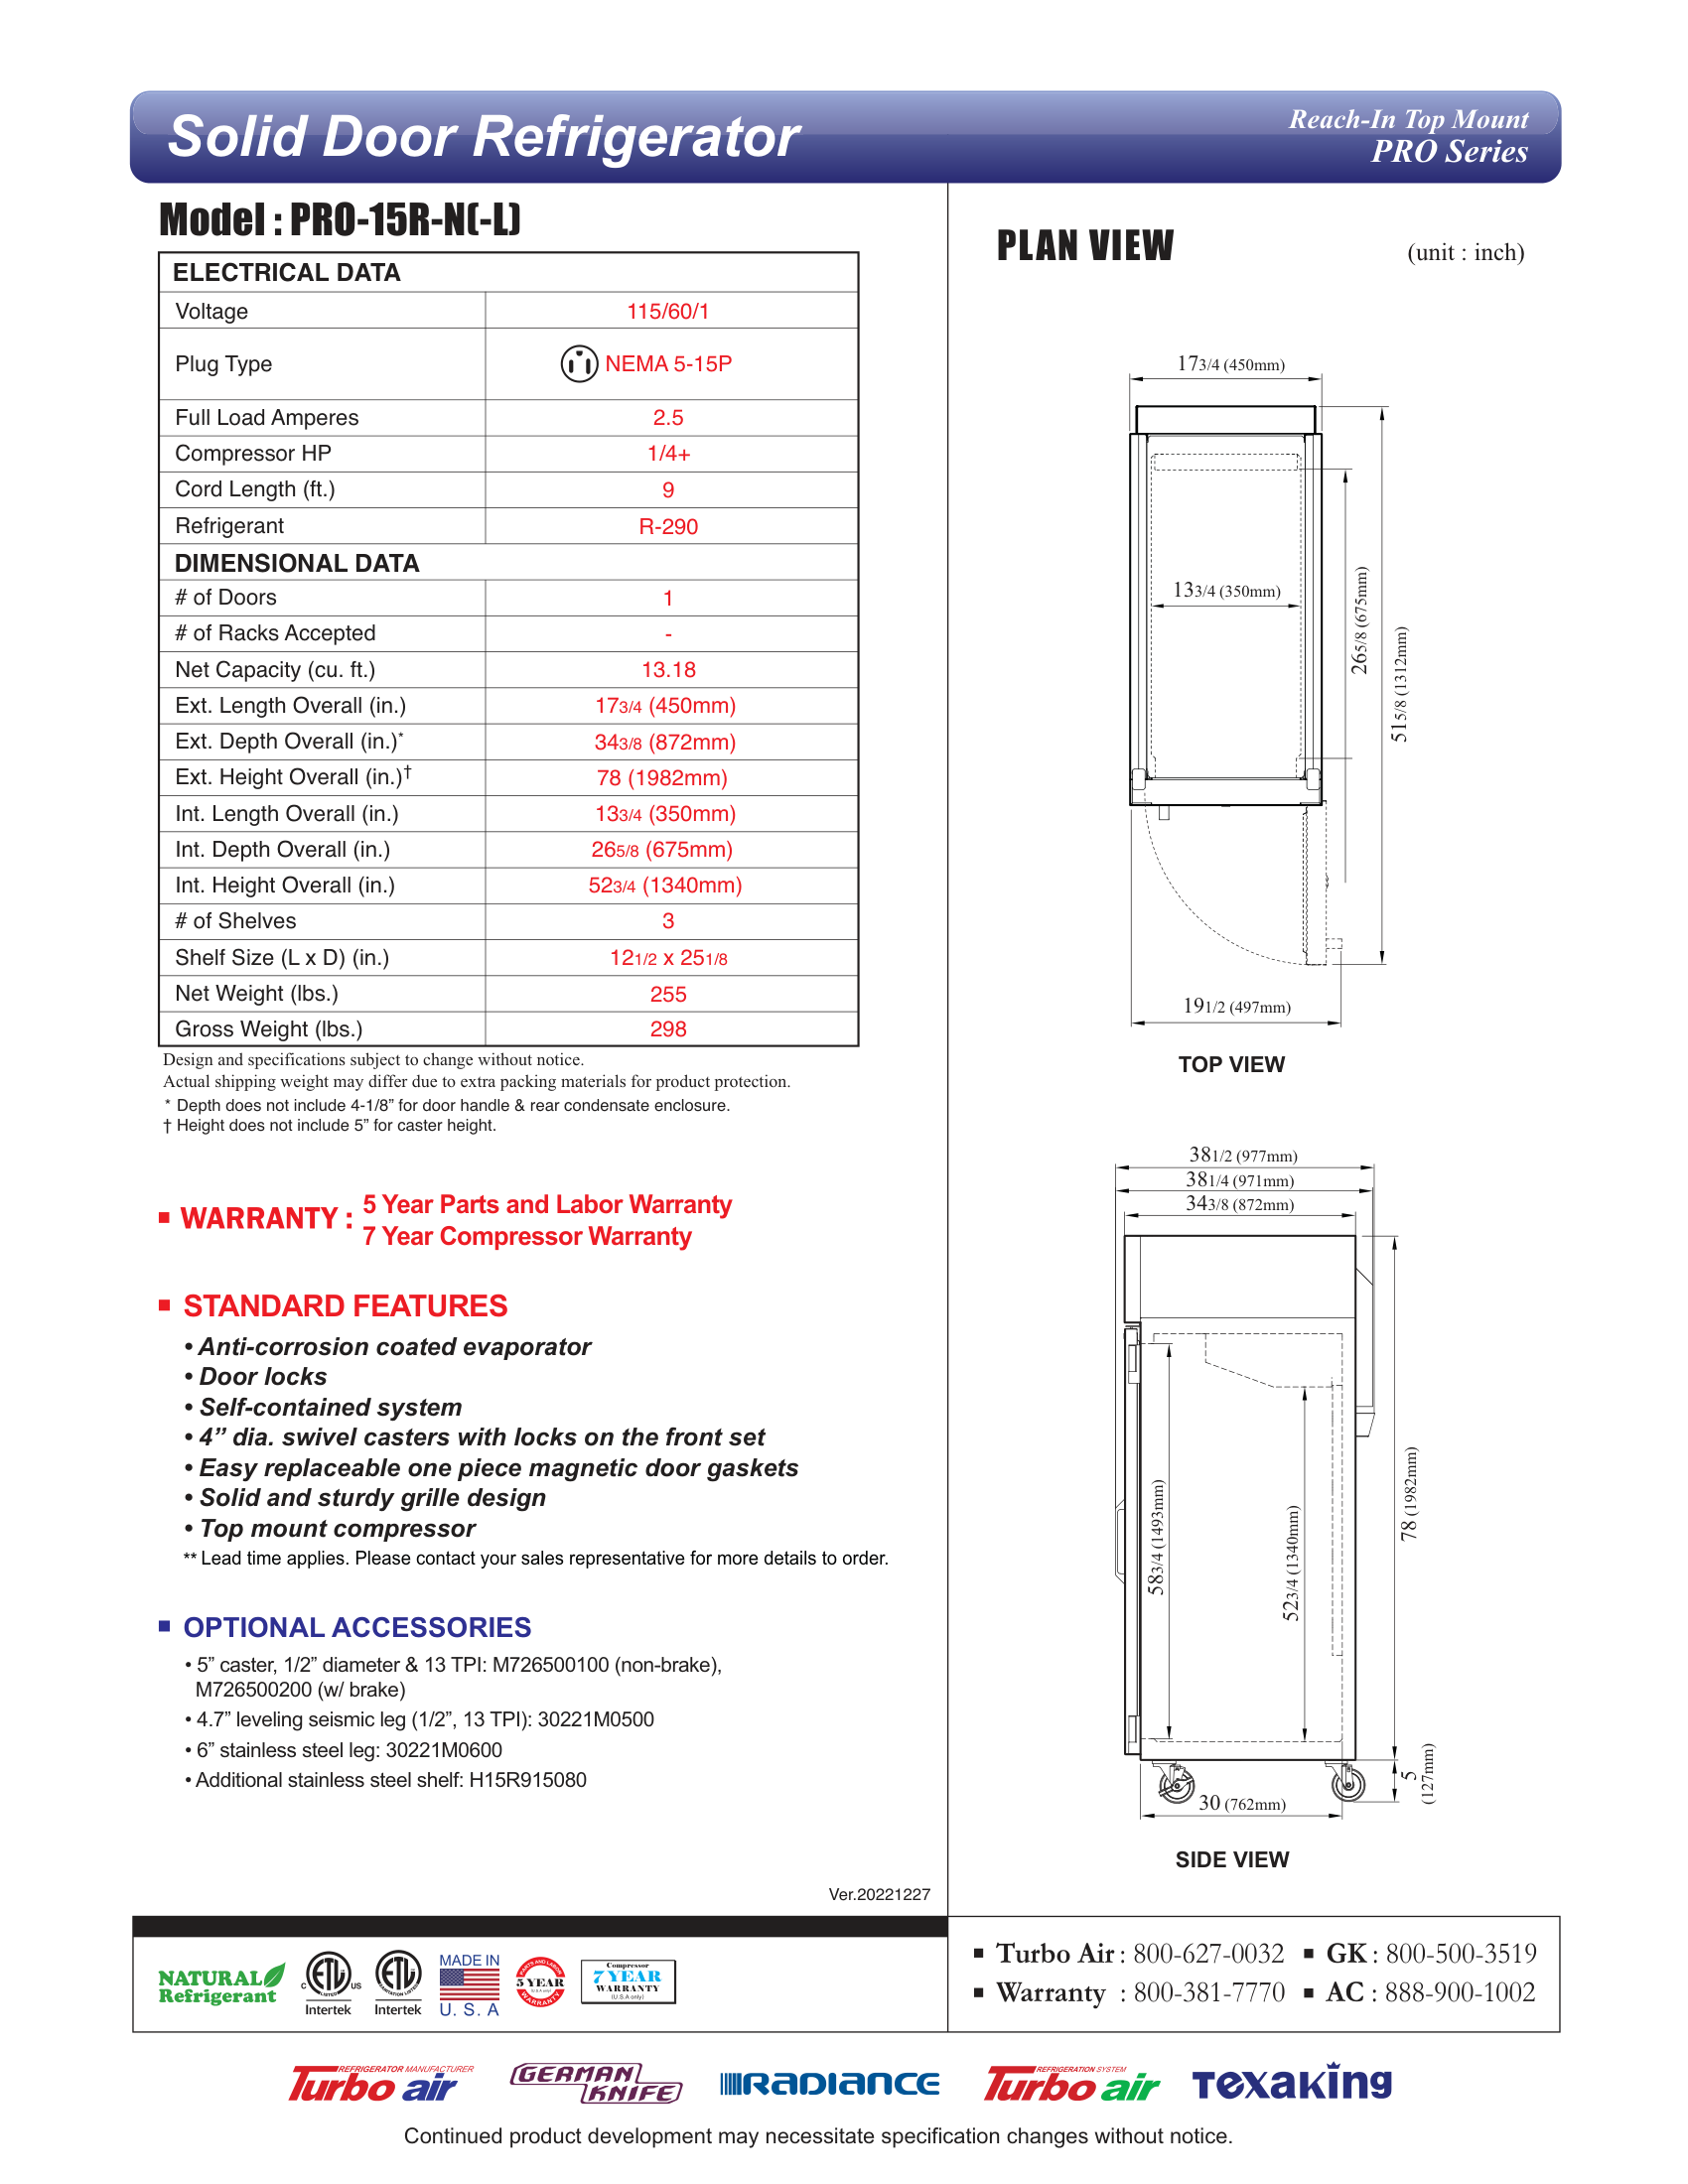 Solid Door Refrigerator
Reach-In Top Mount
PRO Series
Model : PRO-15R-N(-L)
ELECTRICAL DATA
Voltage 115/60/1
Plug Type NEMA 5-15P
Full Load Amperes 2.5
Compressor HP 1/4+
Cord Length (ft.) 9
Refrigerant R-290
DIMENSIONAL DATA
# of Doors 1
# of Racks Accepted -
Net Capacity (cu. ft.) 13.18
Ext. Length Overall (in.) 17 3/4 (450mm)
Ext. Depth Overall (in.)* 34 3/8 (872mm)
Ext. Height Overall (in.)† 78 (1982mm)
Int. Length Overall (in.) 13 3/4 (350mm)
Int. Depth Overall (in.) 26 5/8 (675mm)
Int. Height Overall (in.) 52 3/4 (1340mm)
# of Shelves 3
Shelf Size (L x D) (in.) 12 1/2 x 25 1/8
Net Weight (lbs.) 255
Gross Weight (lbs.) 298
Design and specifications subject to change without notice.
Actual shipping weight may differ due to extra packing materials for product protection.
* Depth does not include 4-1/8” for door handle & rear condensate enclosure.
† Height does not include 5” for caster height.
WARRANTY : 5 Year Parts and Labor Warranty
7 Year Compressor Warranty
STANDARD FEATURES
• Anti-corrosion coated evaporator
• Door locks
• Self-contained system
• 4” dia. swivel casters with locks on the front set
• Easy replaceable one piece magnetic door gaskets
• Solid and sturdy grille design
• Top mount compressor
** Lead time applies. Please contact your sales representative for more details to order.
OPTIONAL ACCESSORIES
• 5” caster, 1/2” diameter & 13 TPI: M726500100 (non-brake),
M726500200 (w/ brake)
• 4.7” leveling seismic leg (1/2”, 13 TPI): 30221M0500
• 6” stainless steel leg: 30221M0600
• Additional stainless steel shelf: H15R915080
Ver.20221227
PLAN VIEW (unit : inch)
17 3/4 (450mm)
13 3/4 (350mm)
26 5/8 (675mm)
51 5/8 (1312mm)
19 1/2 (497mm)
TOP VIEW
38 1/2 (977mm)
38 1/4 (971mm)
34 3/8 (872mm)
58 3/4 (1493mm)
52 3/4 (1340mm)
78 (1982mm)
5
(127mm)
30 (762mm)
SIDE VIEW
NATURAL
Refrigerant
C ETL US
LISTED
Intertek
ETL
SANITATION LISTED
Intertek
MADE IN
U. S. A
PARTS AND LABOR
5 YEAR
(U.S.A only)
WARRANTY
Compressor
7 YEAR
WARRANTY
(U.S.A only)
Turbo Air : 800-627-0032 GK : 800-500-3519
Warranty : 800-381-7770 AC : 888-900-1002
REFRIGERATOR MANUFACTURER
Turbo air
GERMAN
KNIFE
RADIANCE
REFRIGERATION SYSTEM
Turbo air
Texaking
Continued product development may necessitate specification changes without notice.